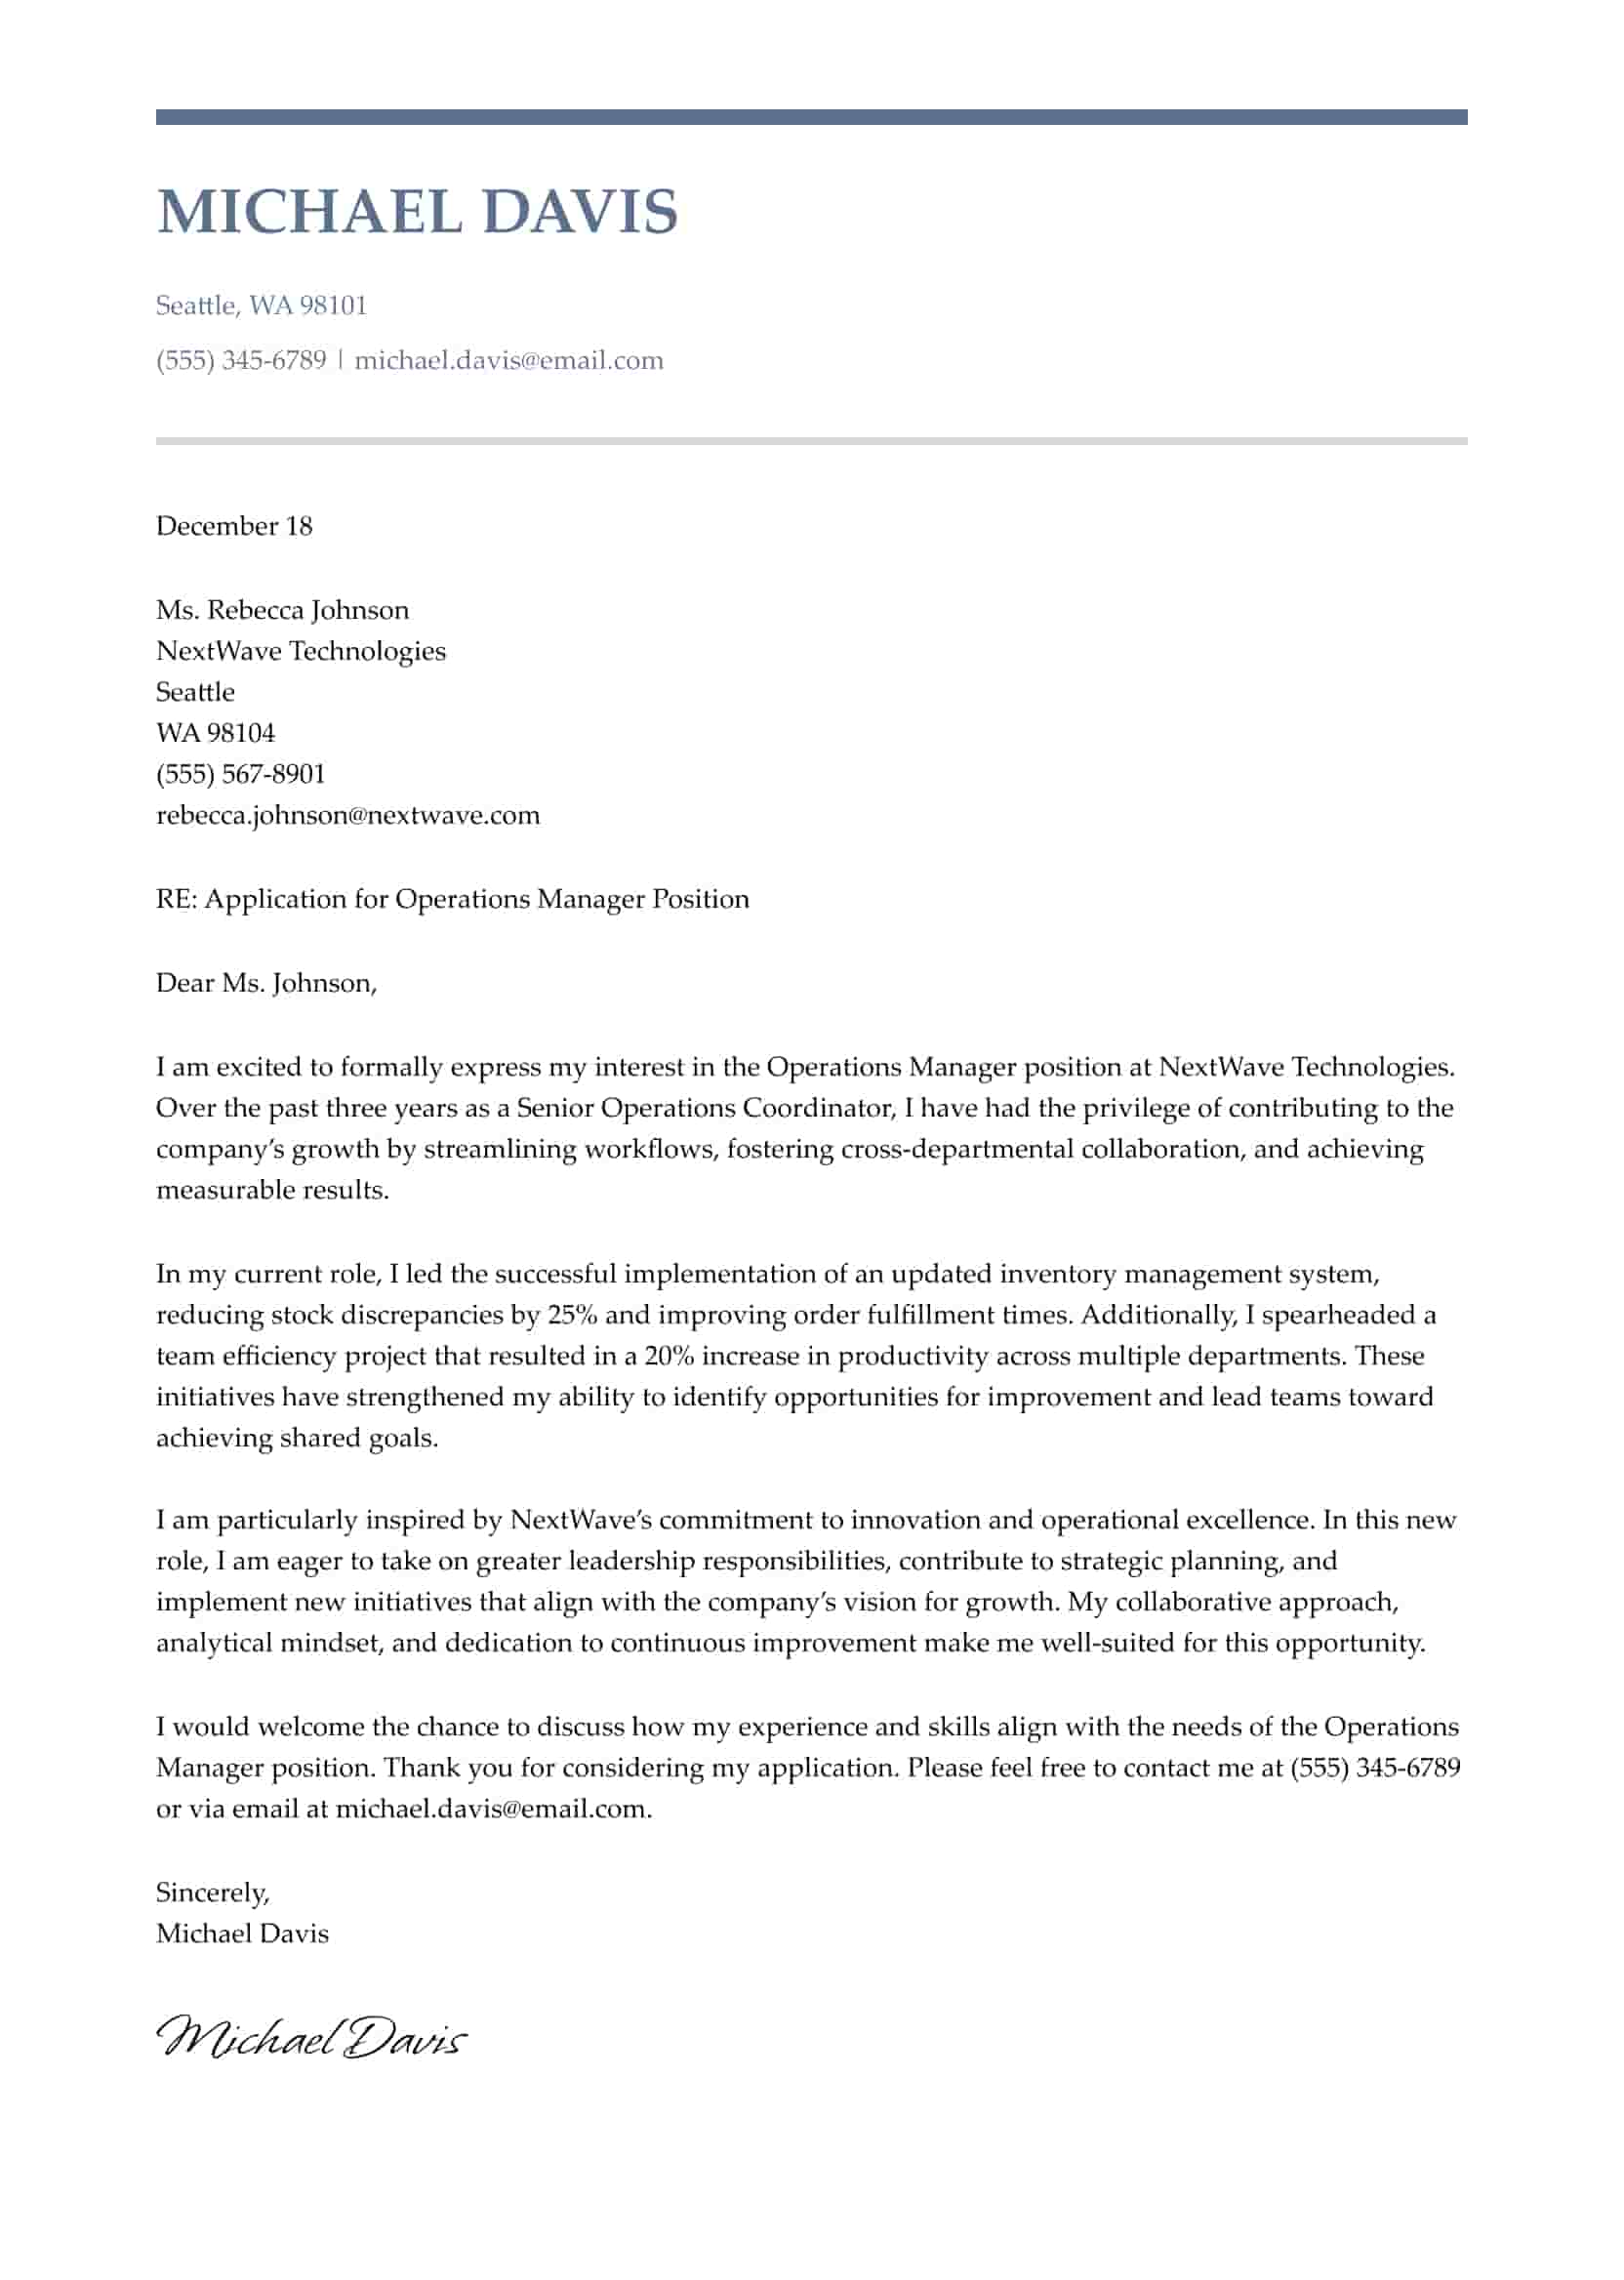 MICHAEL DAVIS
Seattle, WA 98101
(555) 345-6789 | michael.davis@email.com
December 18
Ms. Rebecca Johnson
NextWave Technologies
Seattle
WA 98104
(555) 567-8901
rebecca.johnson@nextwave.com
RE: Application for Operations Manager Position
Dear Ms. Johnson,
I am excited to formally express my interest in the Operations Manager position at NextWave Technologies.
Over the past three years as a Senior Operations Coordinator, I have had the privilege of contributing to the
company’s growth by streamlining workflows, fostering cross-departmental collaboration, and achieving
measurable results.
In my current role, I led the successful implementation of an updated inventory management system,
reducing stock discrepancies by 25% and improving order fulfillment times. Additionally, I spearheaded a
team efficiency project that resulted in a 20% increase in productivity across multiple departments. These
initiatives have strengthened my ability to identify opportunities for improvement and lead teams toward
achieving shared goals.
I am particularly inspired by NextWave’s commitment to innovation and operational excellence. In this new
role, I am eager to take on greater leadership responsibilities, contribute to strategic planning, and
implement new initiatives that align with the company’s vision for growth. My collaborative approach,
analytical mindset, and dedication to continuous improvement make me well-suited for this opportunity.
I would welcome the chance to discuss how my experience and skills align with the needs of the Operations
Manager position. Thank you for considering my application. Please feel free to contact me at (555) 345-6789
or via email at michael.davis@email.com.
Sincerely,
Michael Davis
Michael Davis